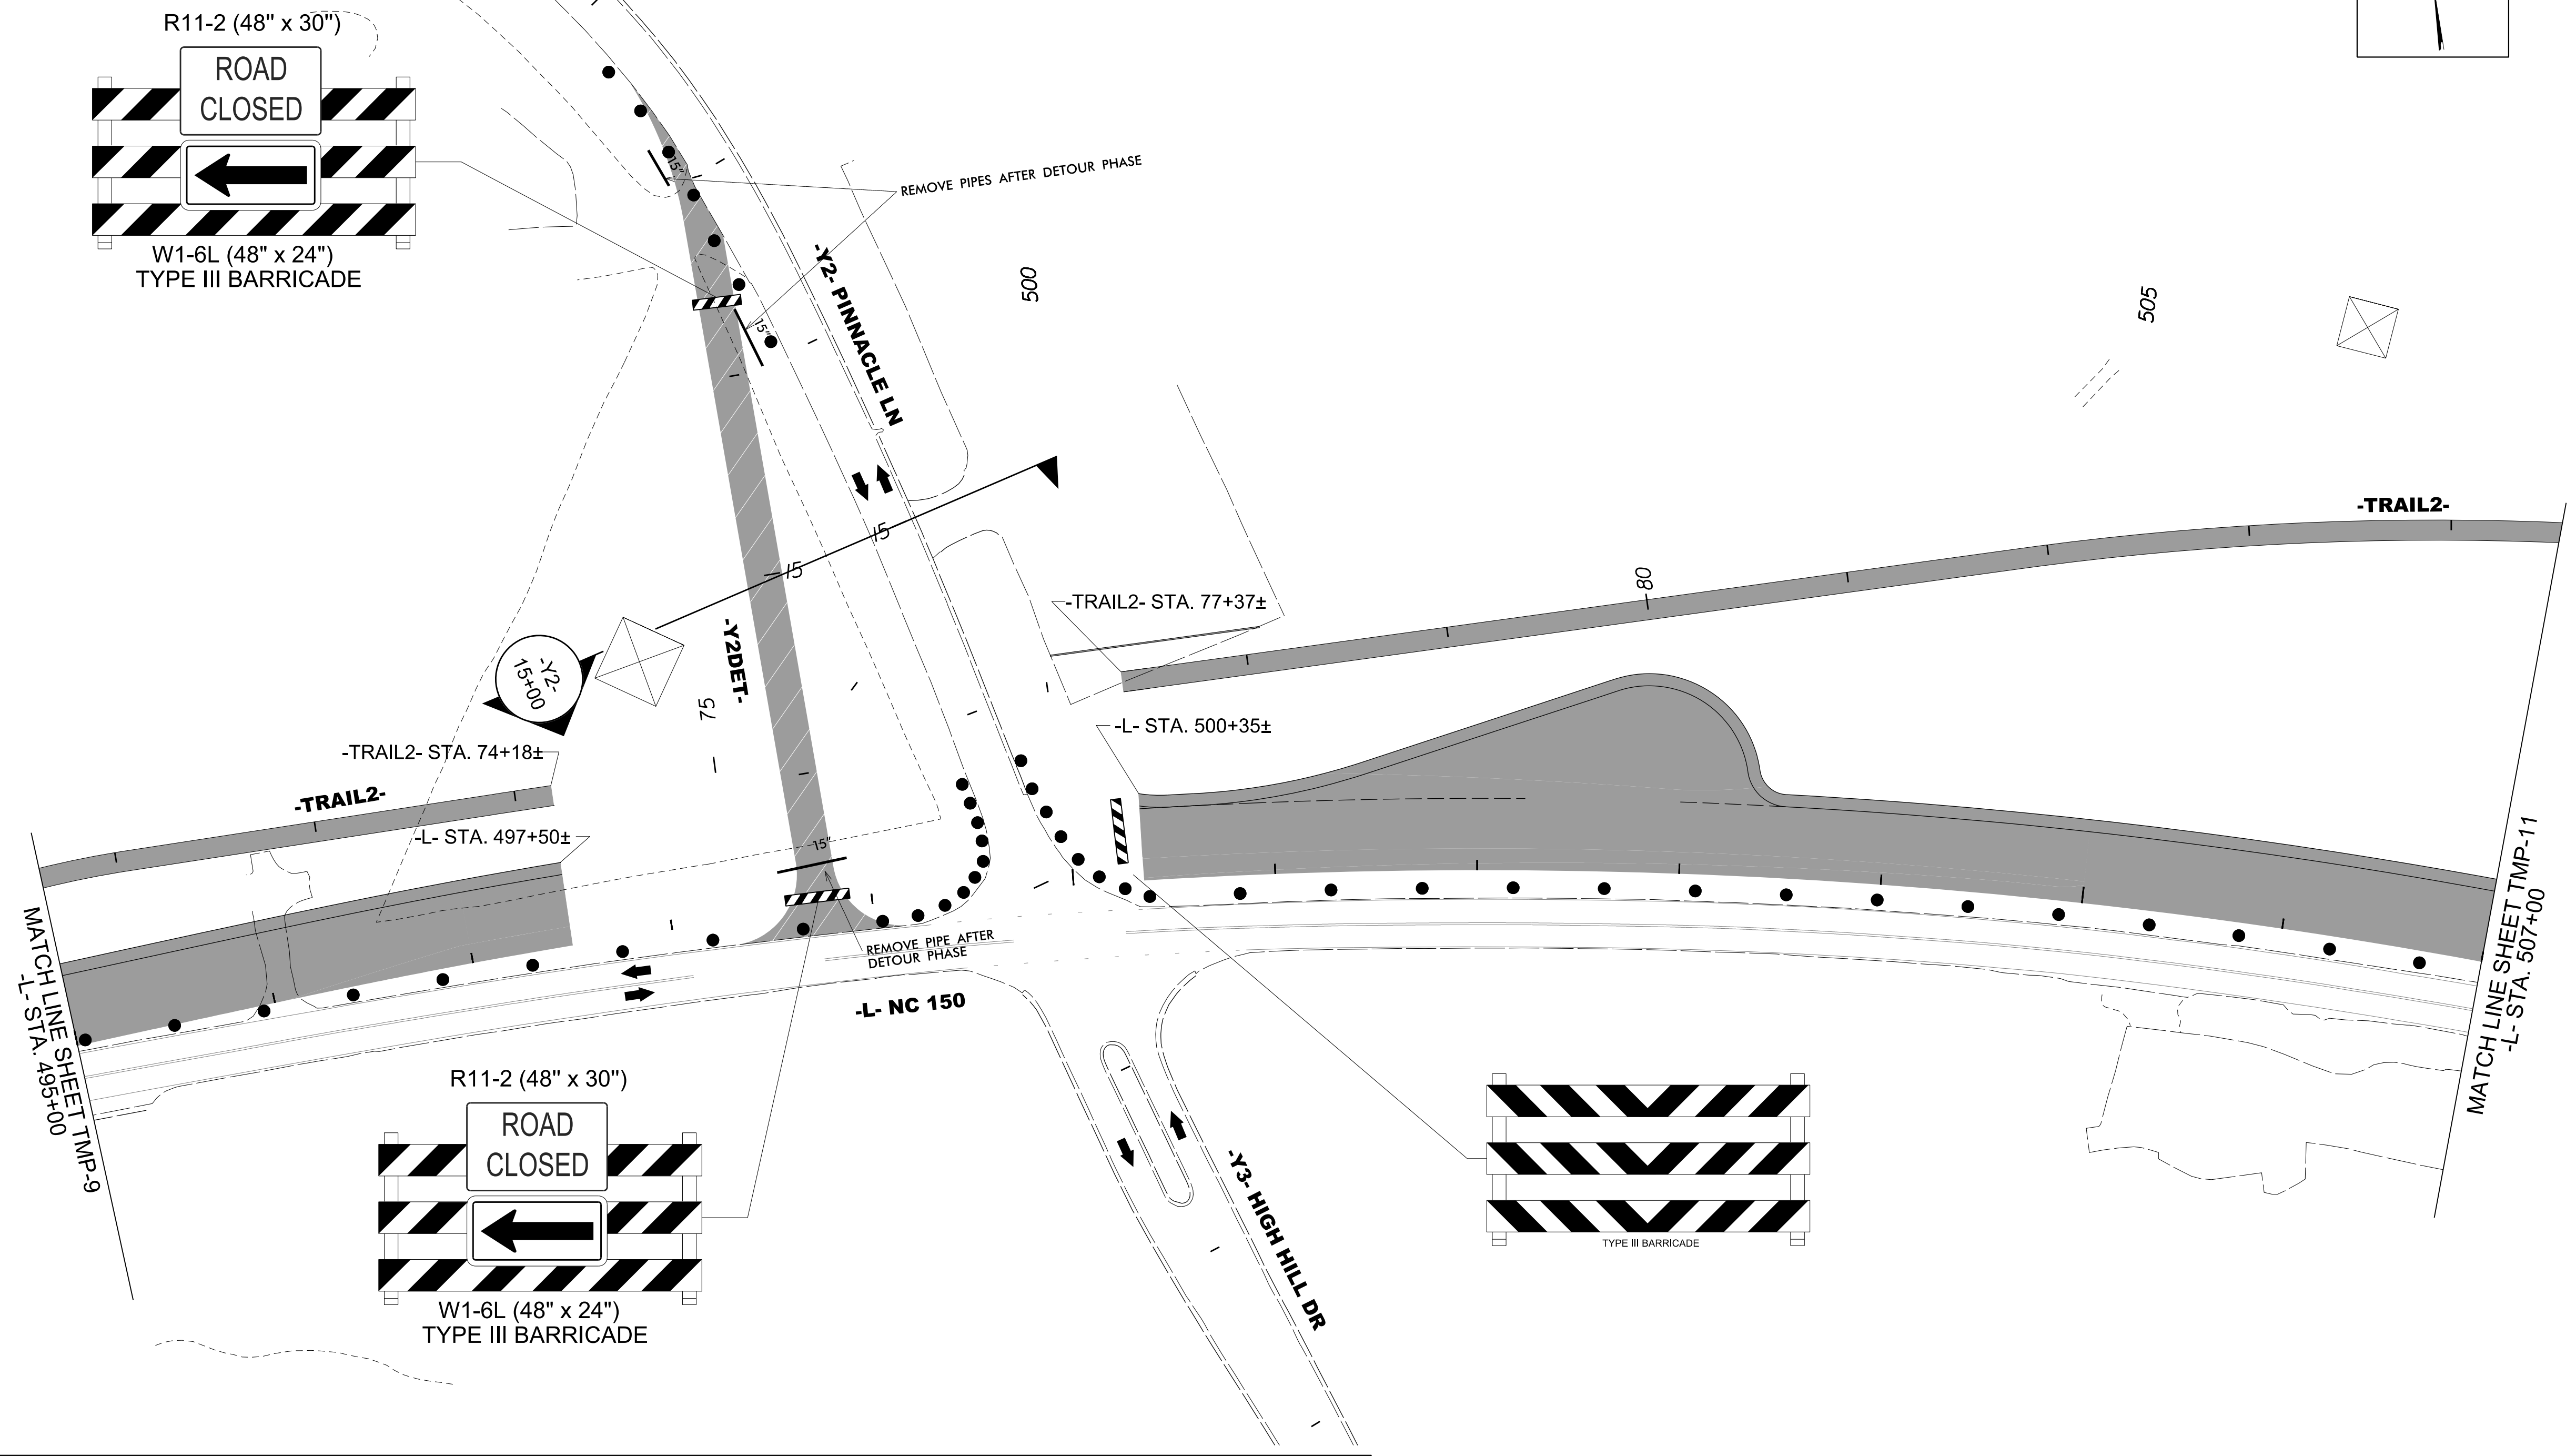 R11-2 (48" x 30")
ROAD
CLOSED
W1-6L (48" x 24")
TYPE III BARRICADE
15"
REMOVE PIPES AFTER DETOUR PHASE
15"
-Y2- PINNACLE LN
500
505
-TRAIL2-
15
15
80
-TRAIL2- STA. 77+37±
-Y2DET-
-Y2-
15+00
75
-L- STA. 500+35±
-TRAIL2- STA. 74+18±
-TRAIL2-
-L- STA. 497+50±
15"
REMOVE PIPE AFTER
DETOUR PHASE
-L- NC 150
MATCH LINE SHEET TMP-9
-L- STA. 495+00
MATCH LINE SHEET TMP-11
-L- STA. 507+00
R11-2 (48" x 30")
ROAD
CLOSED
W1-6L (48" x 24")
TYPE III BARRICADE
-Y3- HIGH HILL DR
TYPE III BARRICADE